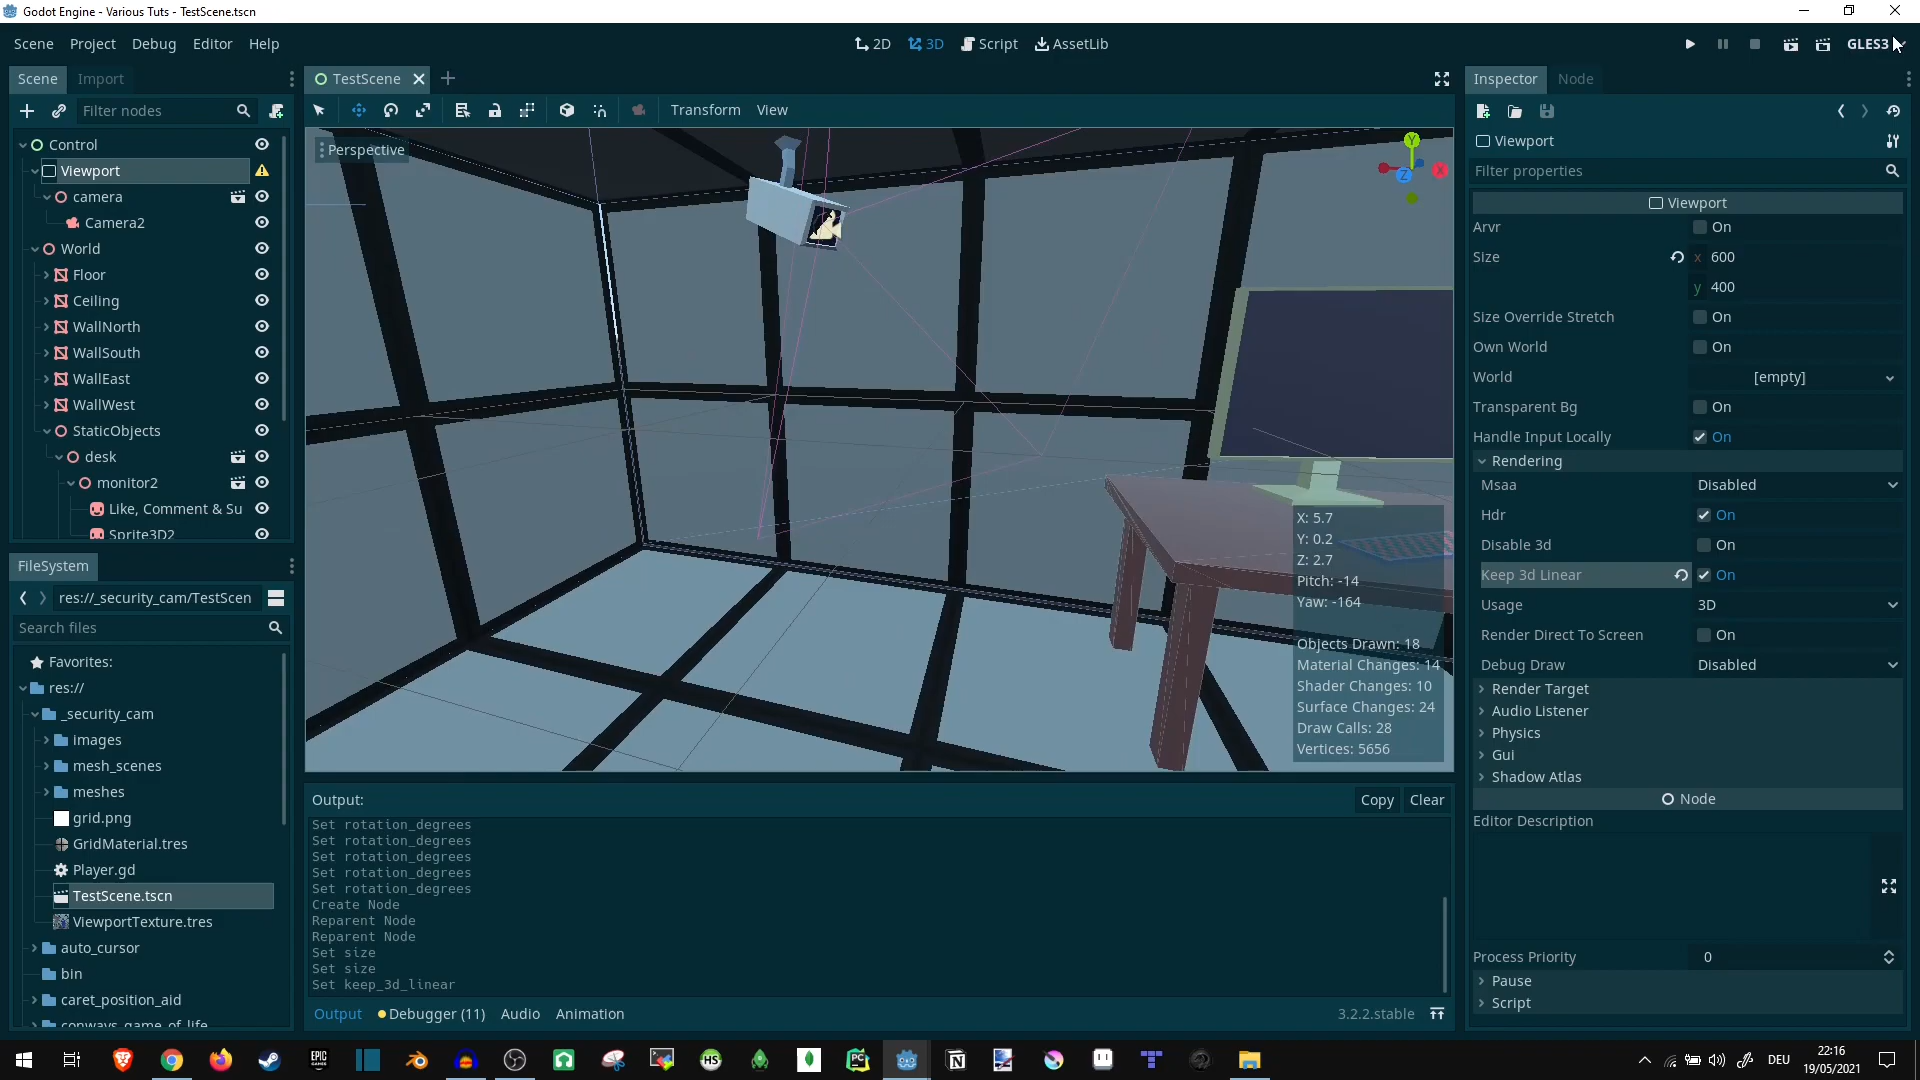 Godot Engine - Various Tuts - TestScene.tscn
Scene Project Debug Editor Help
2D 3D Script AssetLib
GLES3
Scene Import
Filter nodes
Control
Viewport
camera
Camera2
World
Floor
Ceiling
WallNorth
WallSouth
WallEast
WallWest
StaticObjects
desk
monitor2
Like, Comment & Su
Sprite3D2
FileSystem
res://_security_cam/TestScen
Search files
Favorites:
res://
_security_cam
images
mesh_scenes
meshes
grid.png
GridMaterial.tres
Player.gd
TestScene.tscn
ViewportTexture.tres
auto_cursor
bin
caret_position_aid
conways_game_of_life
TestScene
Transform View
Perspective
Y
X
Z
X: 5.7
Y: 0.2
Z: 2.7
Pitch: -14
Yaw: -164
Objects Drawn: 18
Material Changes: 14
Shader Changes: 10
Surface Changes: 24
Draw Calls: 28
Vertices: 5656
Output:
Copy Clear
Set rotation_degrees
Set rotation_degrees
Set rotation_degrees
Set rotation_degrees
Set rotation_degrees
Create Node
Reparent Node
Reparent Node
Set size
Set size
Set keep_3d_linear
Output Debugger (11) Audio Animation
3.2.2.stable
Inspector Node
Viewport
Filter properties
Viewport
Arvr On
Size x 600
y 400
Size Override Stretch On
Own World On
World [empty]
Transparent Bg On
Handle Input Locally On
Rendering
Msaa Disabled
Hdr On
Disable 3d On
Keep 3d Linear On
Usage 3D
Render Direct To Screen On
Debug Draw Disabled
Render Target
Audio Listener
Physics
Gui
Shadow Atlas
Node
Editor Description
Process Priority 0
Pause
Script
EPIC GAMES
HS
PC
DEU
22:16
19/05/2021